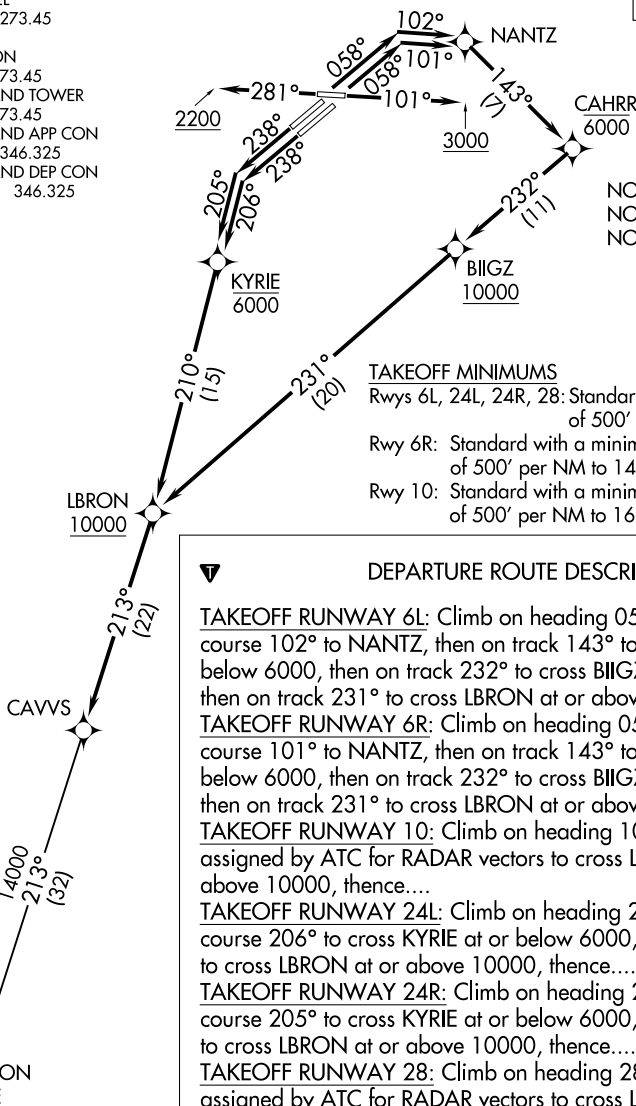 273.45
73.45
ND TOWER
73.45
ND APP CON
346.325
ND DEP CON
346.325
102°
NANTZ
058°
058°
101°
281°
101°
143°
(7)
2200
3000
CAHRR
6000
238°
238°
205°
206°
232°
(11)
NO
NO
NO
KYRIE
6000
BIIGZ
10000
210°
(15)
231°
(20)
TAKEOFF MINIMUMS
Rwys 6L, 24L, 24R, 28: Standar
of 500'
Rwy 6R: Standard with a minim
of 500' per NM to 14
Rwy 10: Standard with a minim
of 500' per NM to 16
LBRON
10000
T
DEPARTURE ROUTE DESCRI
TAKEOFF RUNWAY 6L: Climb on heading 05
course 102° to NANTZ, then on track 143° to
below 6000, then on track 232° to cross BIIGZ
then on track 231° to cross LBRON at or abov
TAKEOFF RUNWAY 6R: Climb on heading 05
course 101° to NANTZ, then on track 143° to
below 6000, then on track 232° to cross BIIGZ
then on track 231° to cross LBRON at or abov
TAKEOFF RUNWAY 10: Climb on heading 10
assigned by ATC for RADAR vectors to cross L
above 10000, thence....
TAKEOFF RUNWAY 24L: Climb on heading 2
course 206° to cross KYRIE at or below 6000,
to cross LBRON at or above 10000, thence....
TAKEOFF RUNWAY 24R: Climb on heading 2
course 205° to cross KYRIE at or below 6000,
to cross LBRON at or above 10000, thence....
TAKEOFF RUNWAY 28: Climb on heading 28
assigned by ATC for RADAR vectors to cross L
213°
(22)
CAVVS
14000
213°
(32)
ON